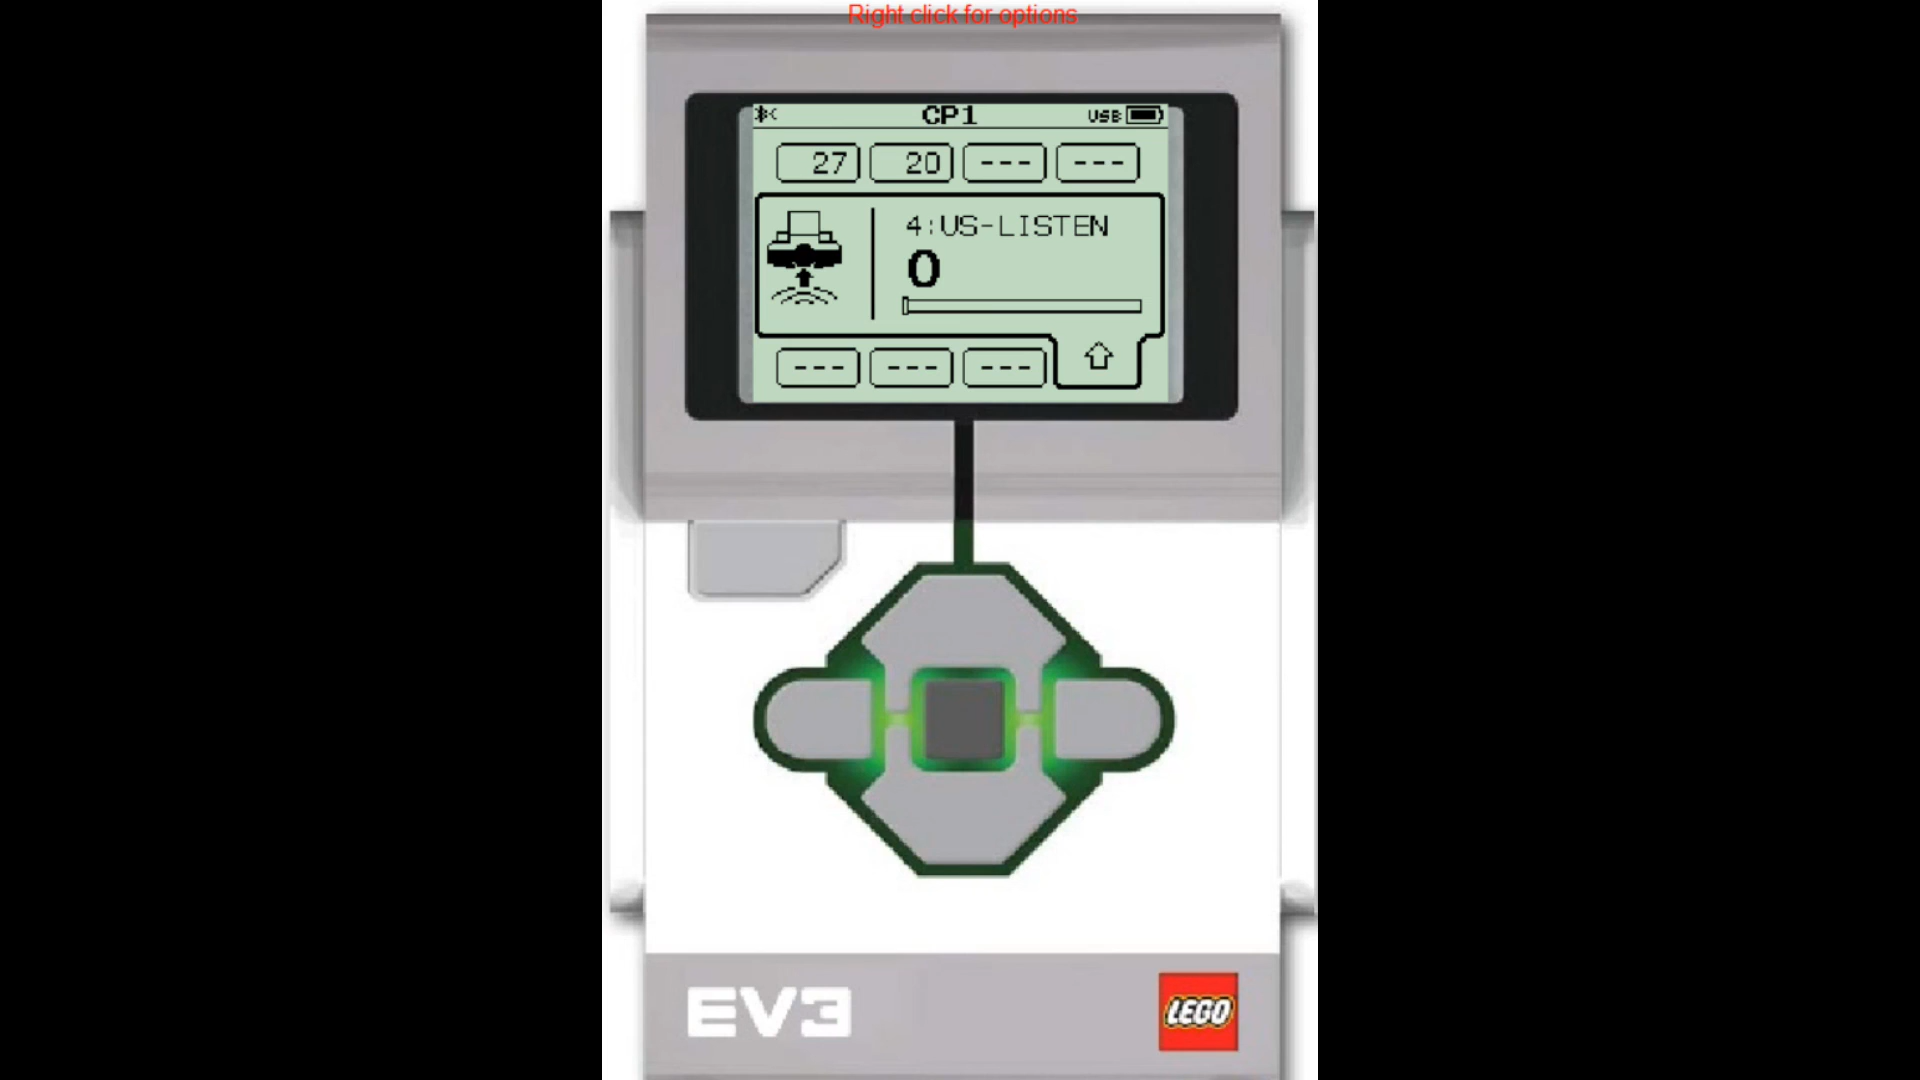 Right click for options
CP1 USB
27 20 --- ---
4:US-LISTEN
0
--- --- ---
EV3 LEGO